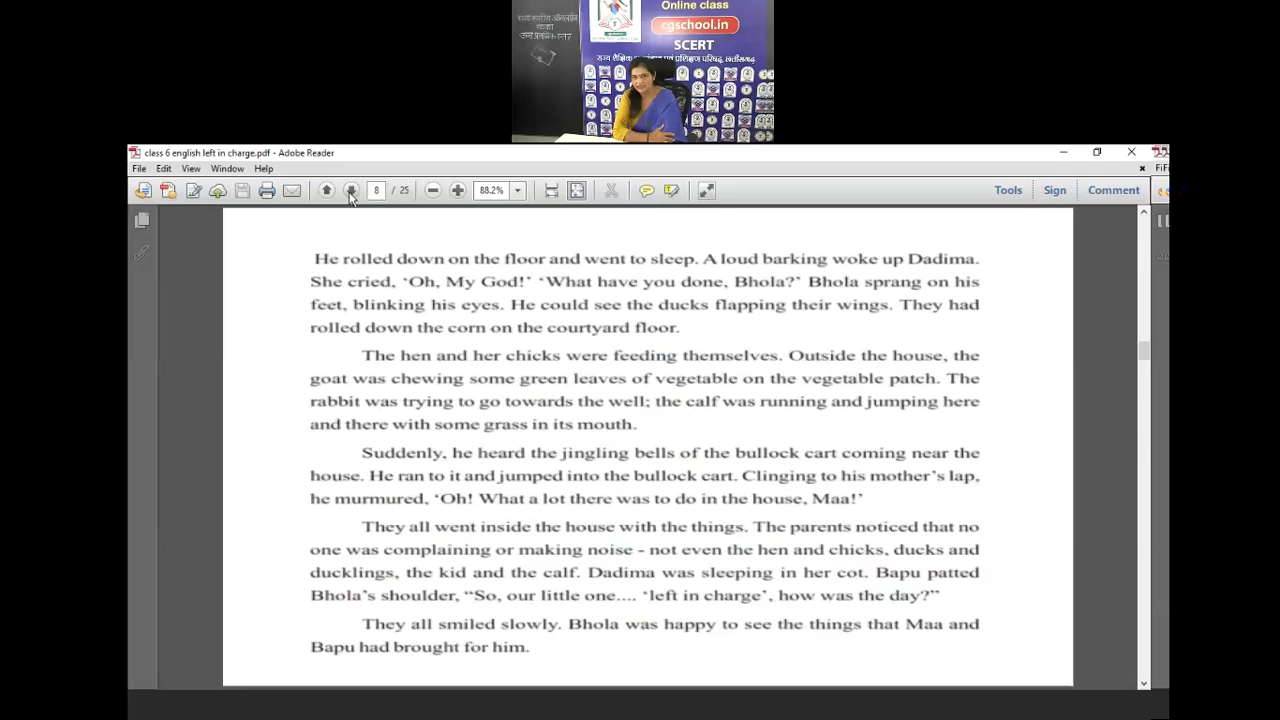 राज्य स्तरीय ऑनलाईन
कक्षा
उच्च प्राथमिक स्तर
Online class
cgschool.in
SCERT
class 6 english left in charge.pdf - Adobe Reader
File Edit View Window Help
FiFi
8 / 25 88.2% Tools Sign Comment
He rolled down on the floor and went to sleep. A loud barking woke up Dadima.
She cried, ‘Oh, My God!’ ‘What have you done, Bhola?’ Bhola sprang on his
feet, blinking his eyes. He could see the ducks flapping their wings. They had
rolled down the corn on the courtyard floor.
The hen and her chicks were feeding themselves. Outside the house, the
goat was chewing some green leaves of vegetable on the vegetable patch. The
rabbit was trying to go towards the well; the calf was running and jumping here
and there with some grass in its mouth.
Suddenly, he heard the jingling bells of the bullock cart coming near the
house. He ran to it and jumped into the bullock cart. Clinging to his mother’s lap,
he murmured, ‘Oh! What a lot there was to do in the house, Maa!’
They all went inside the house with the things. The parents noticed that no
one was complaining or making noise - not even the hen and chicks, ducks and
ducklings, the kid and the calf. Dadima was sleeping in her cot. Bapu patted
Bhola’s shoulder, “So, our little one.... ‘left in charge’, how was the day?”
They all smiled slowly. Bhola was happy to see the things that Maa and
Bapu had brought for him.